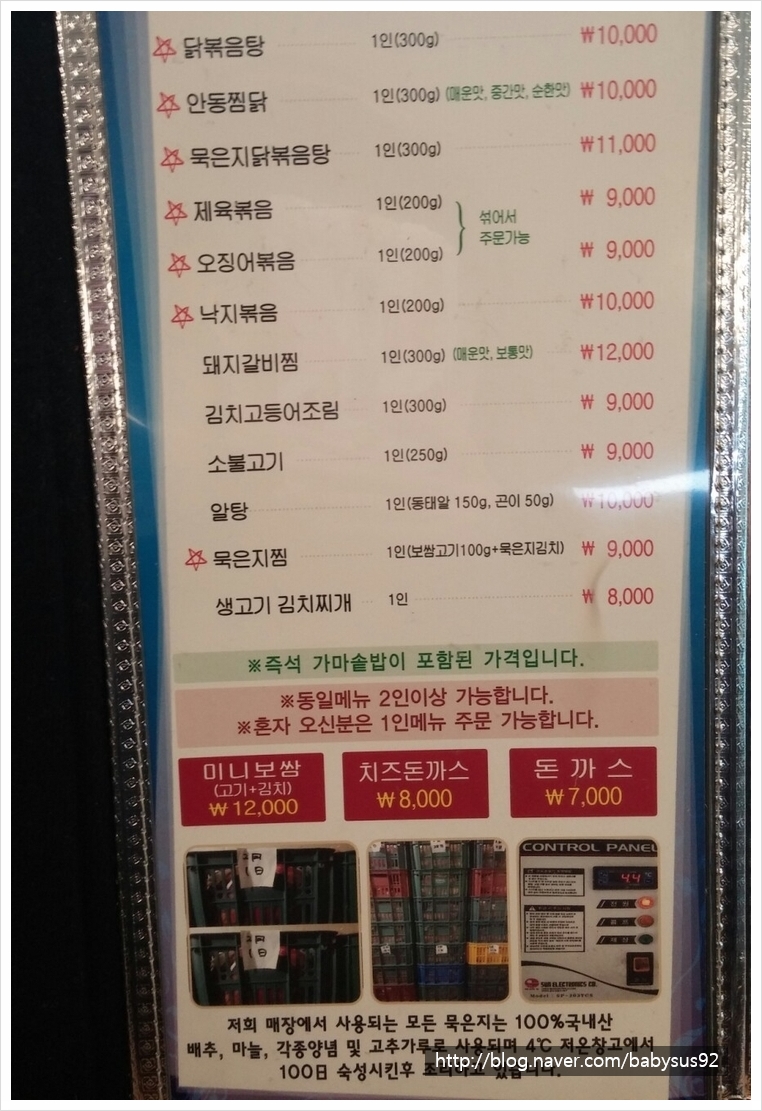 닭볶음탕 1인(300g) ₩10,000
안동찜닭 1인(300g) (매운맛, 중간맛, 순한맛) ₩10,000
묵은지닭볶음탕 1인(300g) ₩11,000
제육볶음 1인(200g) ₩ 9,000
섞어서
주문가능
오징어볶음 1인(200g) ₩ 9,000
낙지볶음 1인(200g) ₩10,000
돼지갈비찜 1인(300g) (매운맛, 보통맛) ₩12,000
김치고등어조림 1인(300g) ₩ 9,000
소불고기 1인(250g) ₩ 9,000
알탕 1인(동태알 150g, 곤이 50g) ₩10,000
묵은지찜 1인(보쌈고기100g+묵은지김치) ₩ 9,000
생고기 김치찌개 1인 ₩ 8,000
※즉석 가마솥밥이 포함된 가격입니다.
※동일메뉴 2인이상 가능합니다.
※혼자 오신분은 1인메뉴 주문 가능합니다.
미니보쌈
(고기+김치)
₩12,000
치즈돈까스
₩8,000
돈 까 스
₩7,000
CONTROL PANEL
SUN ELECTRONICS CO.
저희 매장에서 사용되는 모든 묵은지는 100%국내산
배추, 마늘, 각종양념 및 고추가루로 사용되며 4℃ 저온창고에서
100日 숙성시킨후
http://blog.naver.com/babysus92